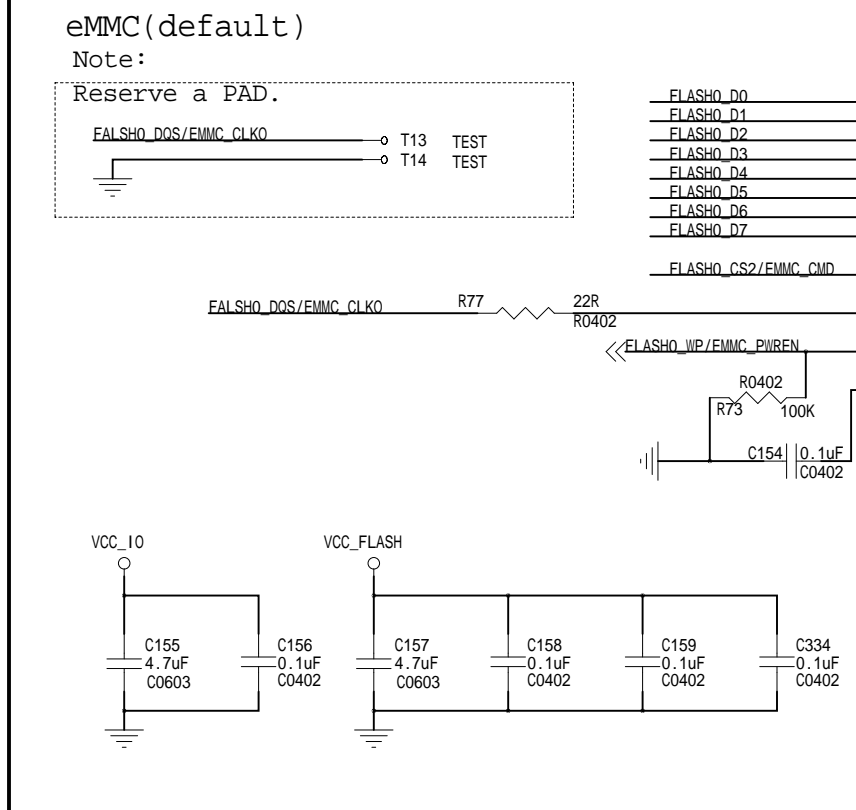 eMMC(default)
Note:
Reserve a PAD.
FALSH0_DQS/EMMC_CLKO T13 TEST
T14 TEST
FLASH0_D0
FLASH0_D1
FLASH0_D2
FLASH0_D3
FLASH0_D4
FLASH0_D5
FLASH0_D6
FLASH0_D7
FLASH0_CS2/EMMC_CMD
FALSH0_DQS/EMMC_CLKO R77 22R
R0402
FLASH0_WP/EMMC_PWREN
R0402
R73 100K
C154 0.1uF
C0402
VCC_IO VCC_FLASH
C155 C156 C157 C158 C159 C334
4.7uF 0.1uF 4.7uF 0.1uF 0.1uF 0.1uF
C0603 C0402 C0603 C0402 C0402 C0402